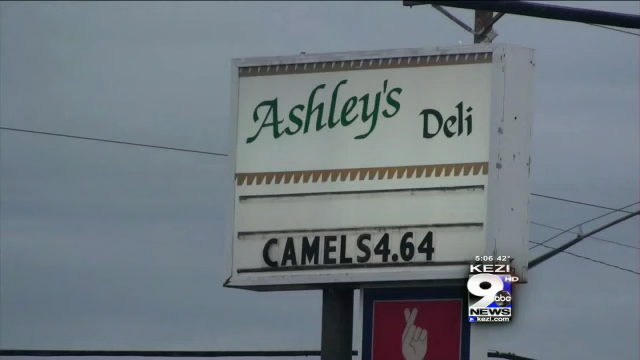 Ashley's Deli
CAMELS 4.64
5:06 42°
KEZI
9 HD
abc
NEWS
kezi.com